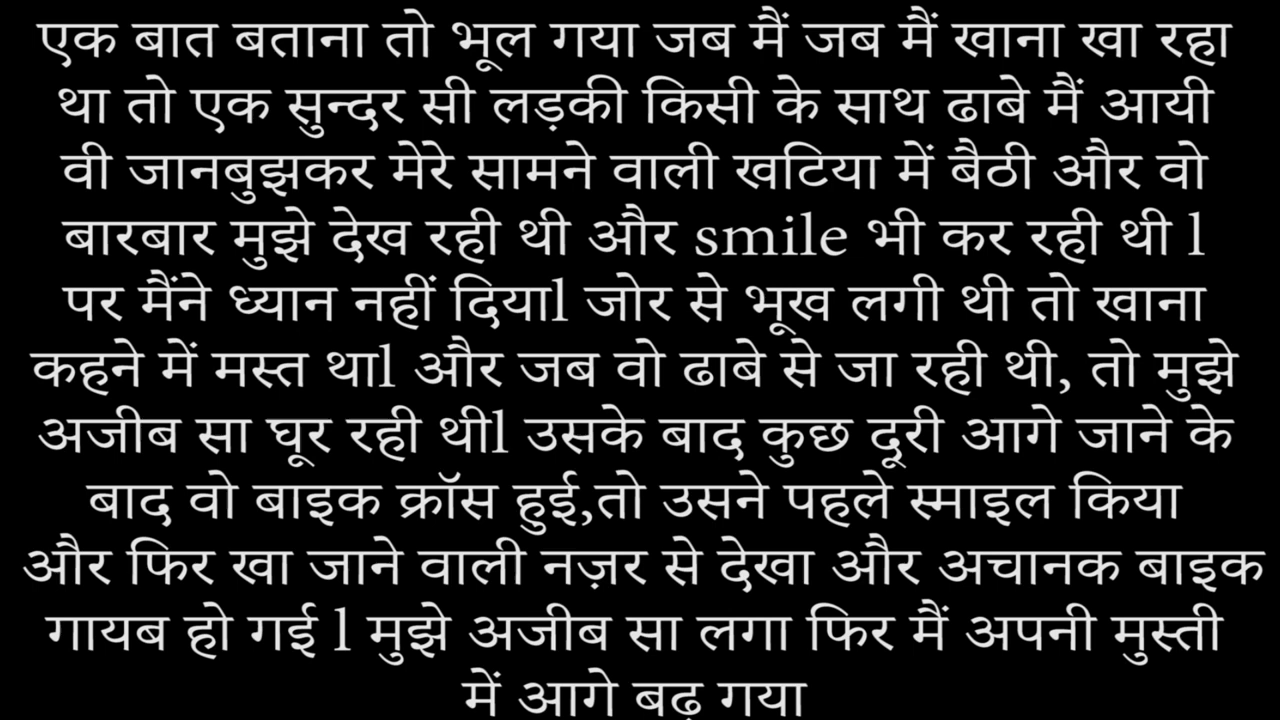 एक बात बताना तो भूल गया जब मैं जब मैं खाना खा रहा
था तो एक सुन्दर सी लड़की किसी के साथ ढाबे मैं आयी
वी जानबुझकर मेरे सामने वाली खटिया में बैठी और वो
बारबार मुझे देख रही थी और smile भी कर रही थी l
पर मैंने ध्यान नहीं दियाl जोर से भूख लगी थी तो खाना
कहने में मस्त थाl और जब वो ढाबे से जा रही थी, तो मुझे
अजीब सा घूर रही थीl उसके बाद कुछ दूरी आगे जाने के
बाद वो बाइक क्रॉस हुई,तो उसने पहले स्माइल किया
और फिर खा जाने वाली नज़र से देखा और अचानक बाइक
गायब हो गई l मुझे अजीब सा लगा फिर मैं अपनी मुस्ती
में आगे बढ़ गया